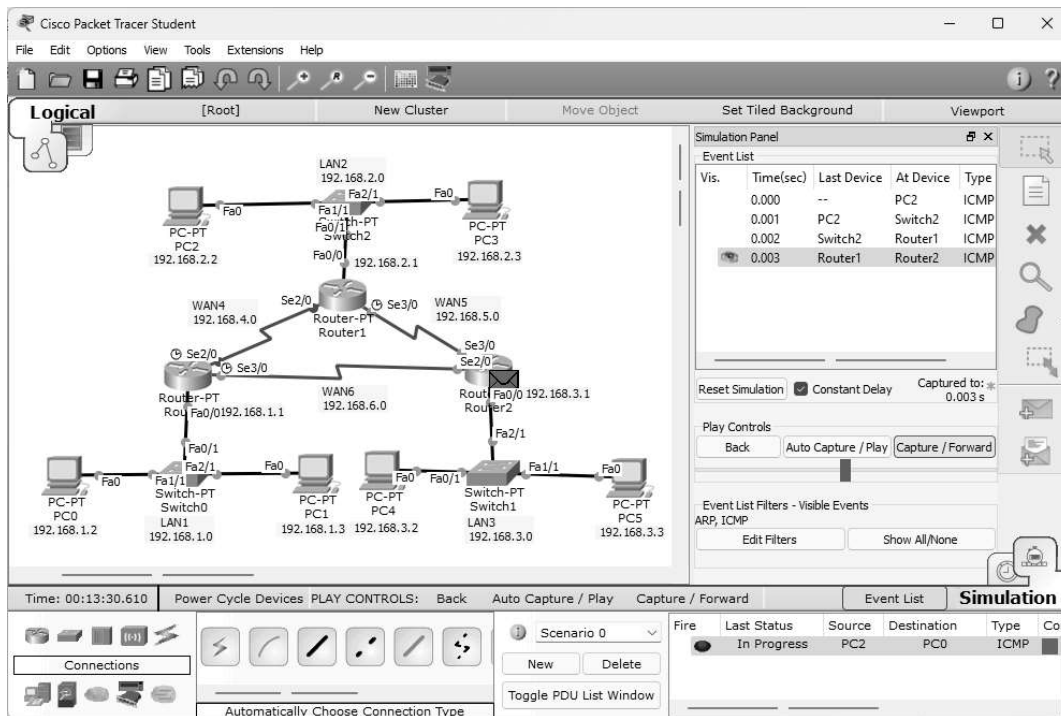 Cisco Packet Tracer Student
File Edit Options View Tools Extensions Help
Logical [Root] New Cluster Move Object Set Tiled Background Viewport
LAN2
192.168.2.0
Fa0 Fa2/1 Fa0
Fa1/1
Fa0/1
PC-PT
PC2
192.168.2.2
Switch-PT
Switch2
PC-PT
PC3
192.168.2.3
Fa0/0 192.168.2.1
WAN4
192.168.4.0
Se2/0 Se3/0
WAN5
192.168.5.0
Router-PT
Router1
Se2/0
Se3/0
Se3/0
Se2/0
WAN6
192.168.6.0
Router-PT
Fa0/0 192.168.1.1
Router2
Fa0/0 192.168.3.1
Fa0/1
Fa2/1
Fa0 Fa1/1 Fa2/1 Fa0
Fa0 Fa0/1 Fa1/1 Fa0
PC-PT
PC0
192.168.1.2
Switch-PT
Switch0
LAN1
192.168.1.0
PC-PT
PC1
192.168.1.3
PC-PT
PC4
192.168.3.2
Switch-PT
Switch1
LAN3
192.168.3.0
PC-PT
PC5
192.168.3.3
Simulation Panel
Event List
Vis. Time(sec) Last Device At Device Type
0.000 -- PC2 ICMP
0.001 PC2 Switch2 ICMP
0.002 Switch2 Router1 ICMP
0.003 Router1 Router2 ICMP
Reset Simulation Constant Delay Captured to: *
0.003 s
Play Controls
Back Auto Capture / Play Capture / Forward
Event List Filters - Visible Events
ARP, ICMP
Edit Filters Show All/None
Time: 00:13:30.610 Power Cycle Devices PLAY CONTROLS: Back Auto Capture / Play Capture / Forward Event List Simulation
Connections
Automatically Choose Connection Type
Scenario 0
New Delete
Toggle PDU List Window
Fire Last Status Source Destination Type Co
In Progress PC2 PC0 ICMP